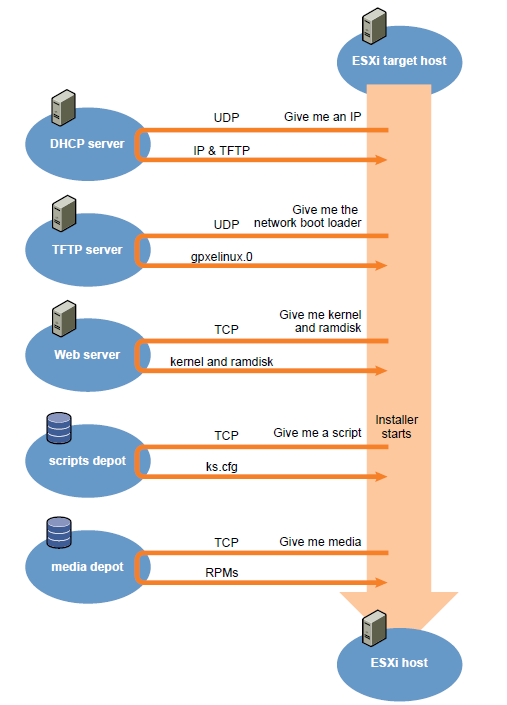 ESXi target host
UDP
Give me an IP
DHCP server
IP & TFTP
Give me the
network boot loader
UDP
TFTP server
gpxelinux.0
Give me kernel
and ramdisk
TCP
Web server
kernel and ramdisk
Installer
starts
TCP
Give me a script
scripts depot
ks.cfg
TCP
Give me media
media depot
RPMs
ESXi host